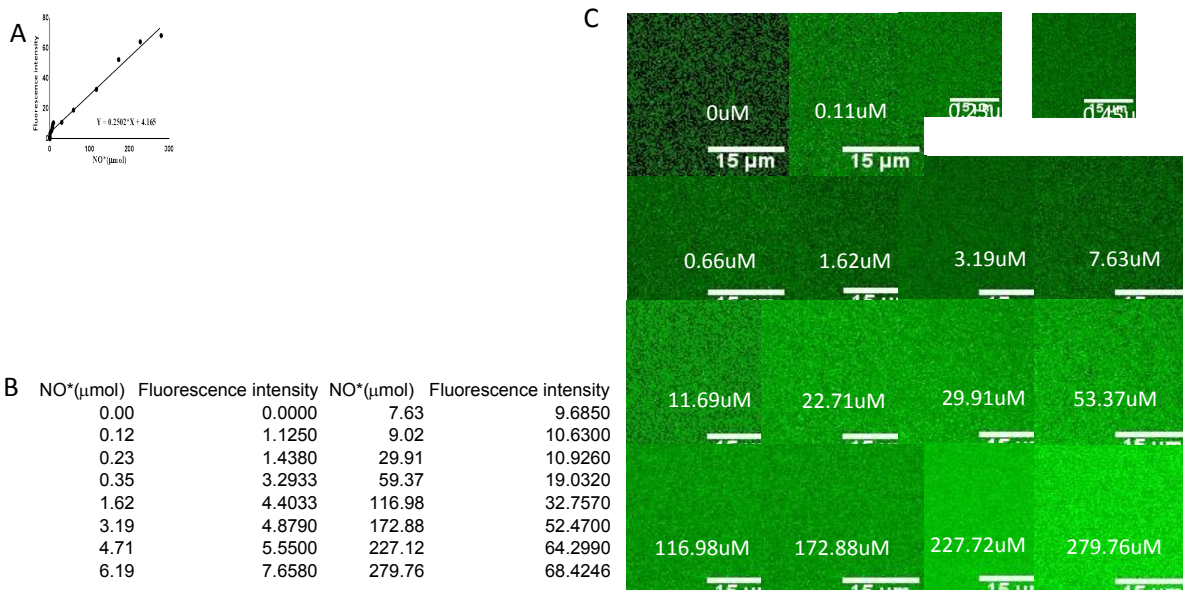 A
80
60
40
20
0
Fluorescence intensity
Y = 0.2502*X + 4.165
0 100 200 300
NO*(μmol)
B
NO*(μmol) Fluorescence intensity NO*(μmol) Fluorescence intensity
0.00 0.0000 7.63 9.6850
0.12 1.1250 9.02 10.6300
0.23 1.4380 29.91 10.9260
0.35 3.2933 59.37 19.0320
1.62 4.4033 116.98 32.7570
3.19 4.8790 172.88 52.4700
4.71 5.5500 227.12 64.2990
6.19 7.6580 279.76 68.4246
C
0uM 0.11uM
15 μm 15 μm 15 μm 15 μm
0.66uM 1.62uM 3.19uM 7.63uM
11.69uM 22.71uM 29.91uM 53.37uM
116.98uM 172.88uM 227.72uM 279.76uM